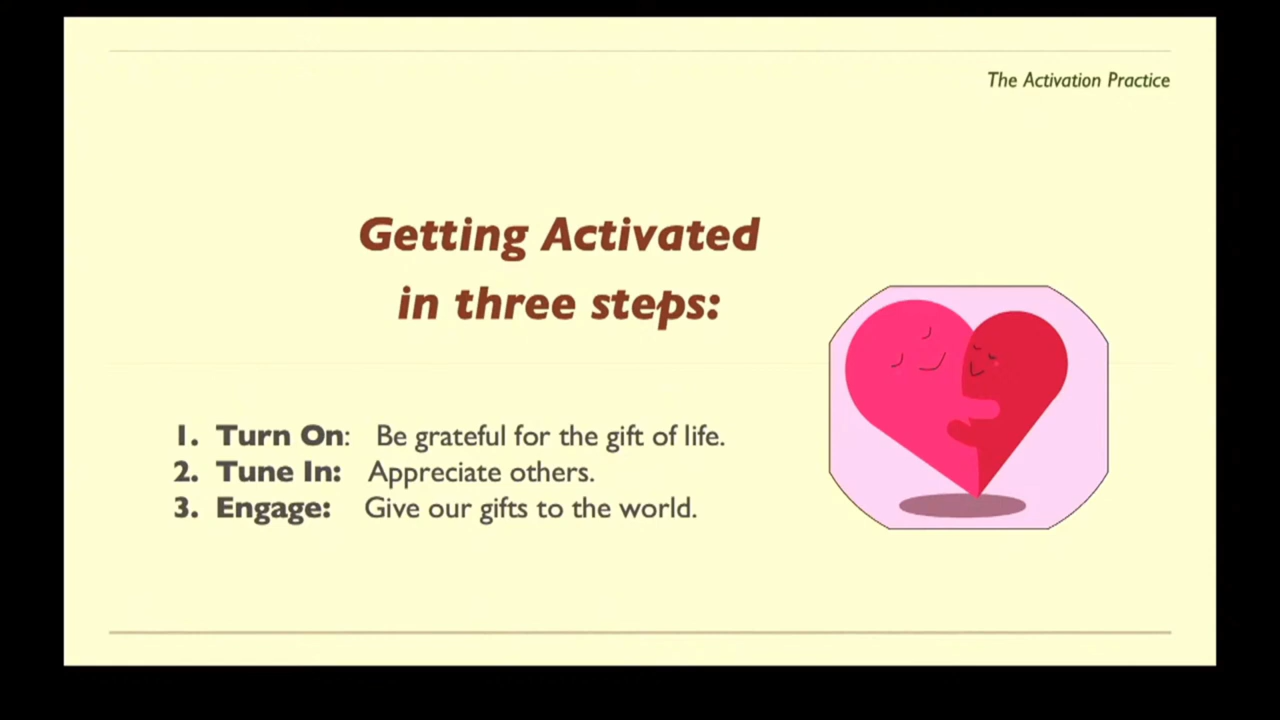 The Activation Practice
Getting Activated
in three steps:
1. Turn On: Be grateful for the gift of life.
2. Tune In: Appreciate others.
3. Engage: Give our gifts to the world.